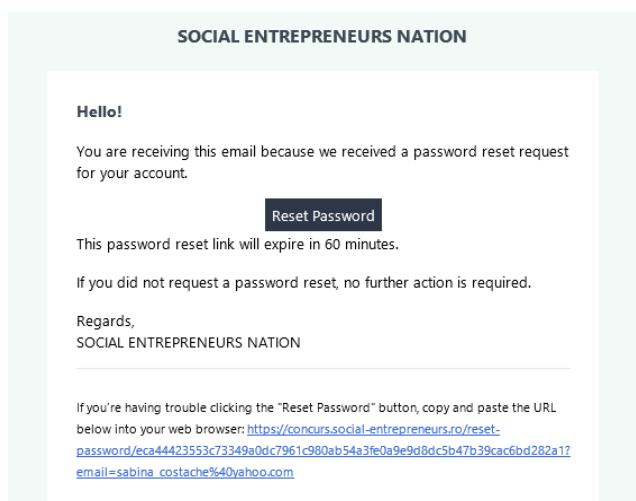 SOCIAL ENTREPRENEURS NATION
Hello!
You are receiving this email because we received a password reset request
for your account.
Reset Password
This password reset link will expire in 60 minutes.
If you did not request a password reset, no further action is required.
Regards,
SOCIAL ENTREPRENEURS NATION
If you're having trouble clicking the "Reset Password" button, copy and paste the URL
below into your web browser: https://concurs.social-entrepreneurs.ro/reset-
password/eca44423553c73349a0dc7961c980ab54a3fe0a9e9d8dc5b47b39cac6bd282a1?
email=sabina_costache%40yahoo.com